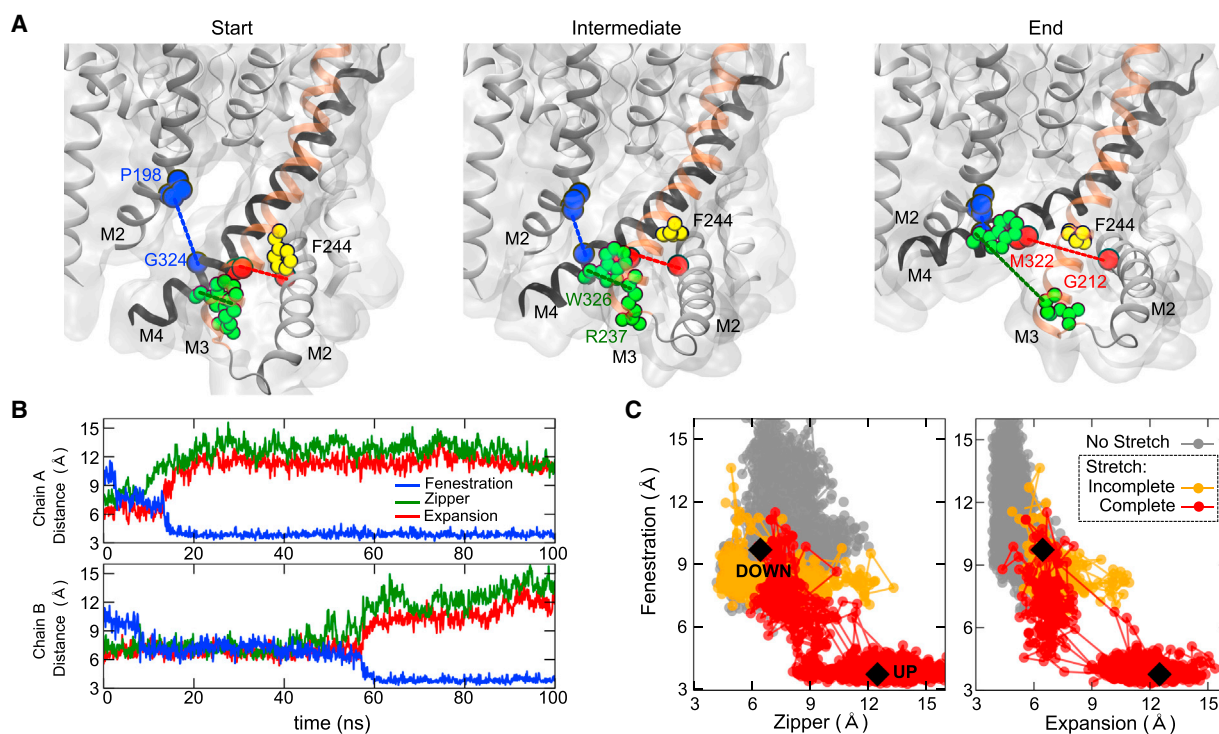 A
Start
Intermediate
End
P198
M2
G324
F244
M4
M3
M2
M2
F244
W326
M4
R237
M3
M2
M2
F244
M4
M322
G212
M3
M2
B
Chain A
Distance (Å)
15
12
9
6
3
Fenestration
Zipper
Expansion
0 20 40 60 80 100
Chain B
Distance (Å)
15
12
9
6
3
0 20 40 60 80 100
time (ns)
C
Fenestration (Å)
15
12
9
6
3
DOWN
UP
3 6 9 12 15
Zipper (Å)
15
12
9
6
3
No Stretch
Stretch:
Incomplete
Complete
3 6 9 12 15
Expansion (Å)